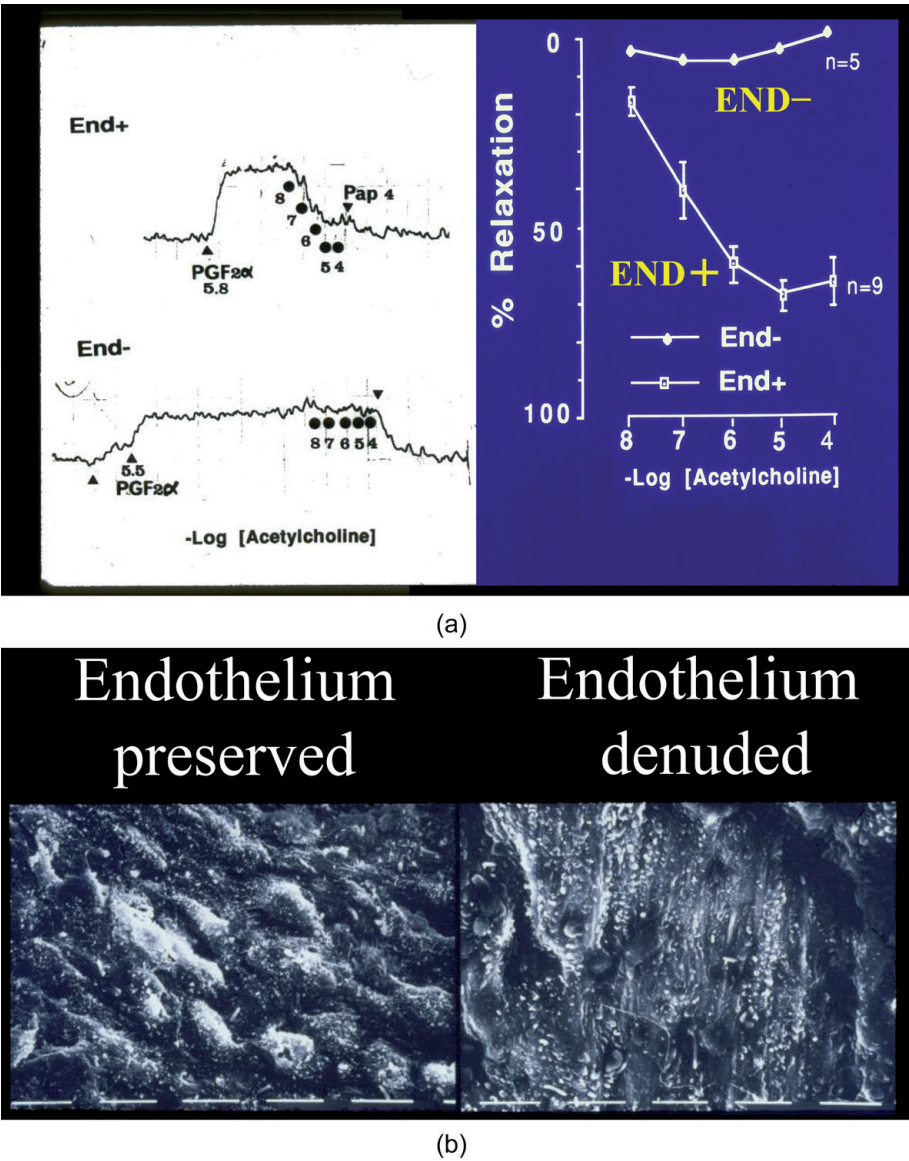 End+
Pap 4
8
7
6
5 4
PGF2α
5.8
End-
8 7 6 5 4
5.5
PGF2α
-Log [Acetylcholine]
0
50
100
% Relaxation
n=5
END−
END+
n=9
End-
End+
8 7 6 5 4
-Log [Acetylcholine]
(a)
Endothelium
preserved
Endothelium
denuded
(b)